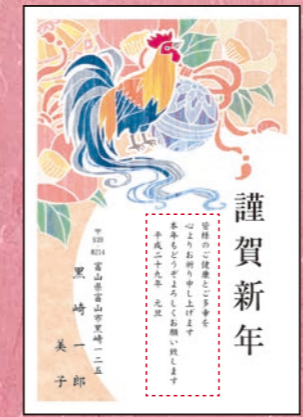 謹賀新年
皆様のご健康とご多幸を
心よりお祈り申し上げます
本年もどうぞよろしくお願い致します
平成二十九年 元旦
〒939 8214
富山県富山市黒崎一二五
黒崎一郎
美子